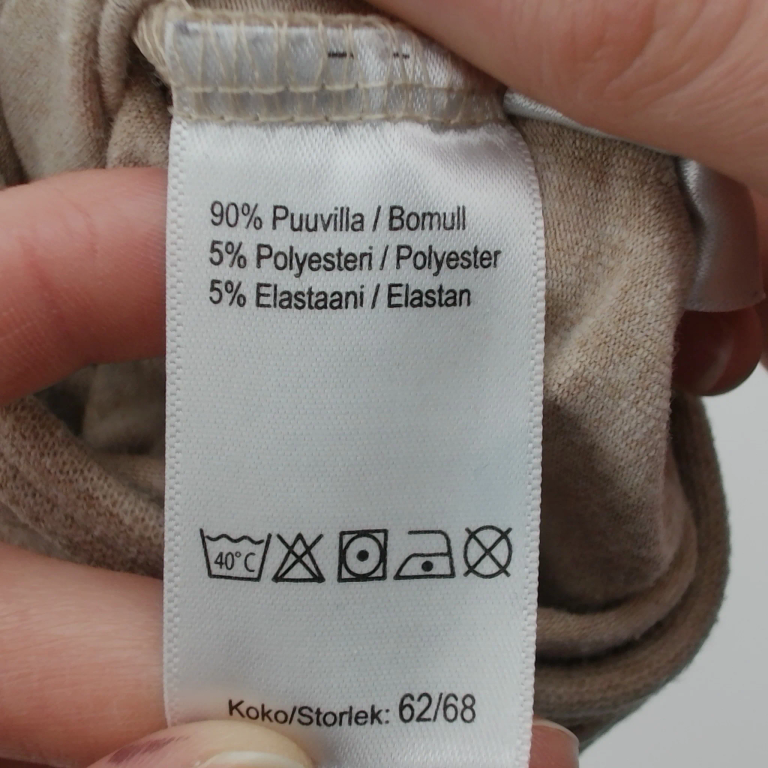 90% Puuvilla / Bomull
5% Polyesteri / Polyester
5% Elastaani / Elastan
40°C
Koko/Storlek: 62/68